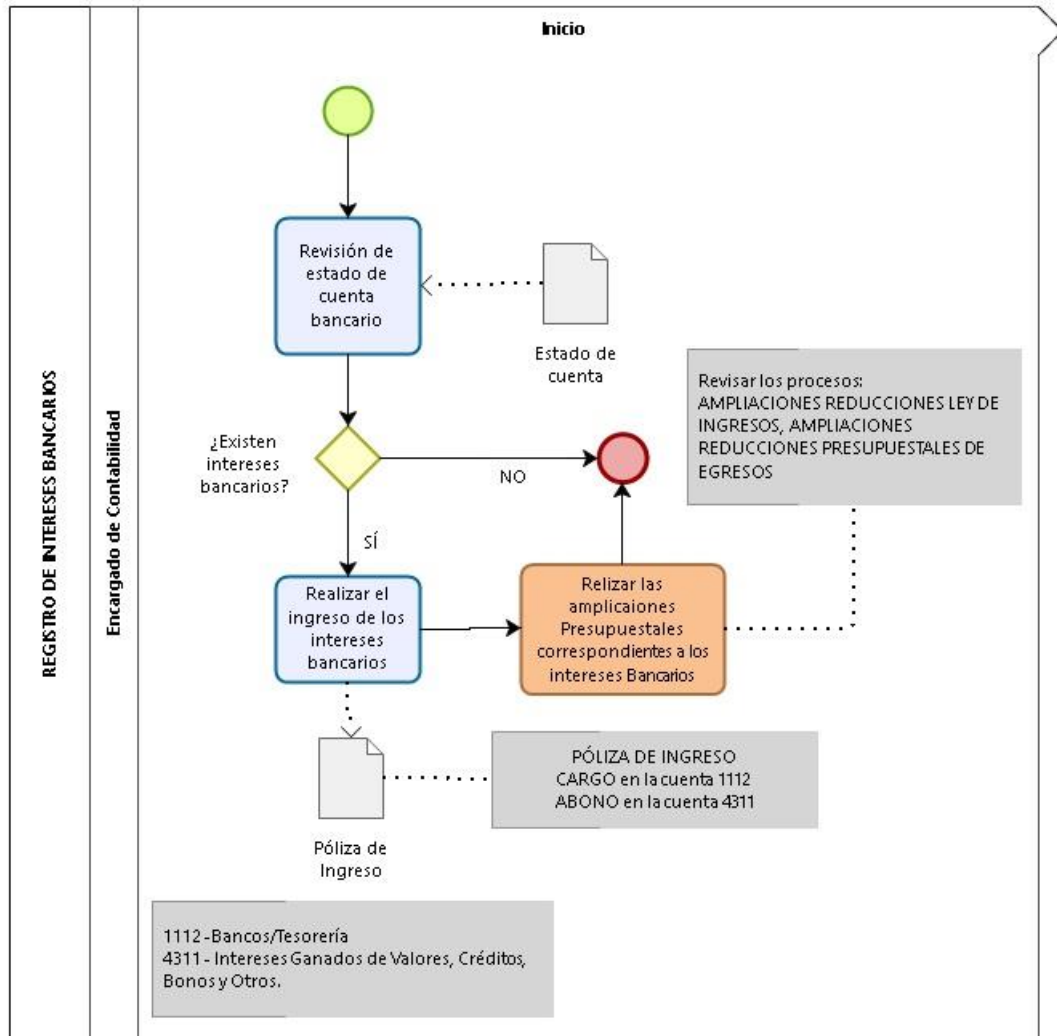 REGISTRO DE INTERESES BANCARIOS
Encargado de Contabilidad
Inicio
Revisión de
estado de
cuenta
bancario
Estado de
cuenta
Revisar los procesos:
AMPLIACIONES REDUCCIONES LEY DE
INGRESOS, AMPLIACIONES
REDUCCIONES PRESUPUESTALES DE
EGRESOS
¿Existen
intereses
bancarios?
NO
SÍ
Realizar el
ingreso de los
intereses
bancarios
Relizar las
amplicaiones
Presupuestales
correspondientes a los
intereses Bancarios
PÓLIZA DE INGRESO
CARGO en la cuenta 1112
ABONO en la cuenta 4311
Póliza de
Ingreso
1112 -Bancos/Tesorería
4311 - Intereses Ganados de Valores, Créditos,
Bonos y Otros.